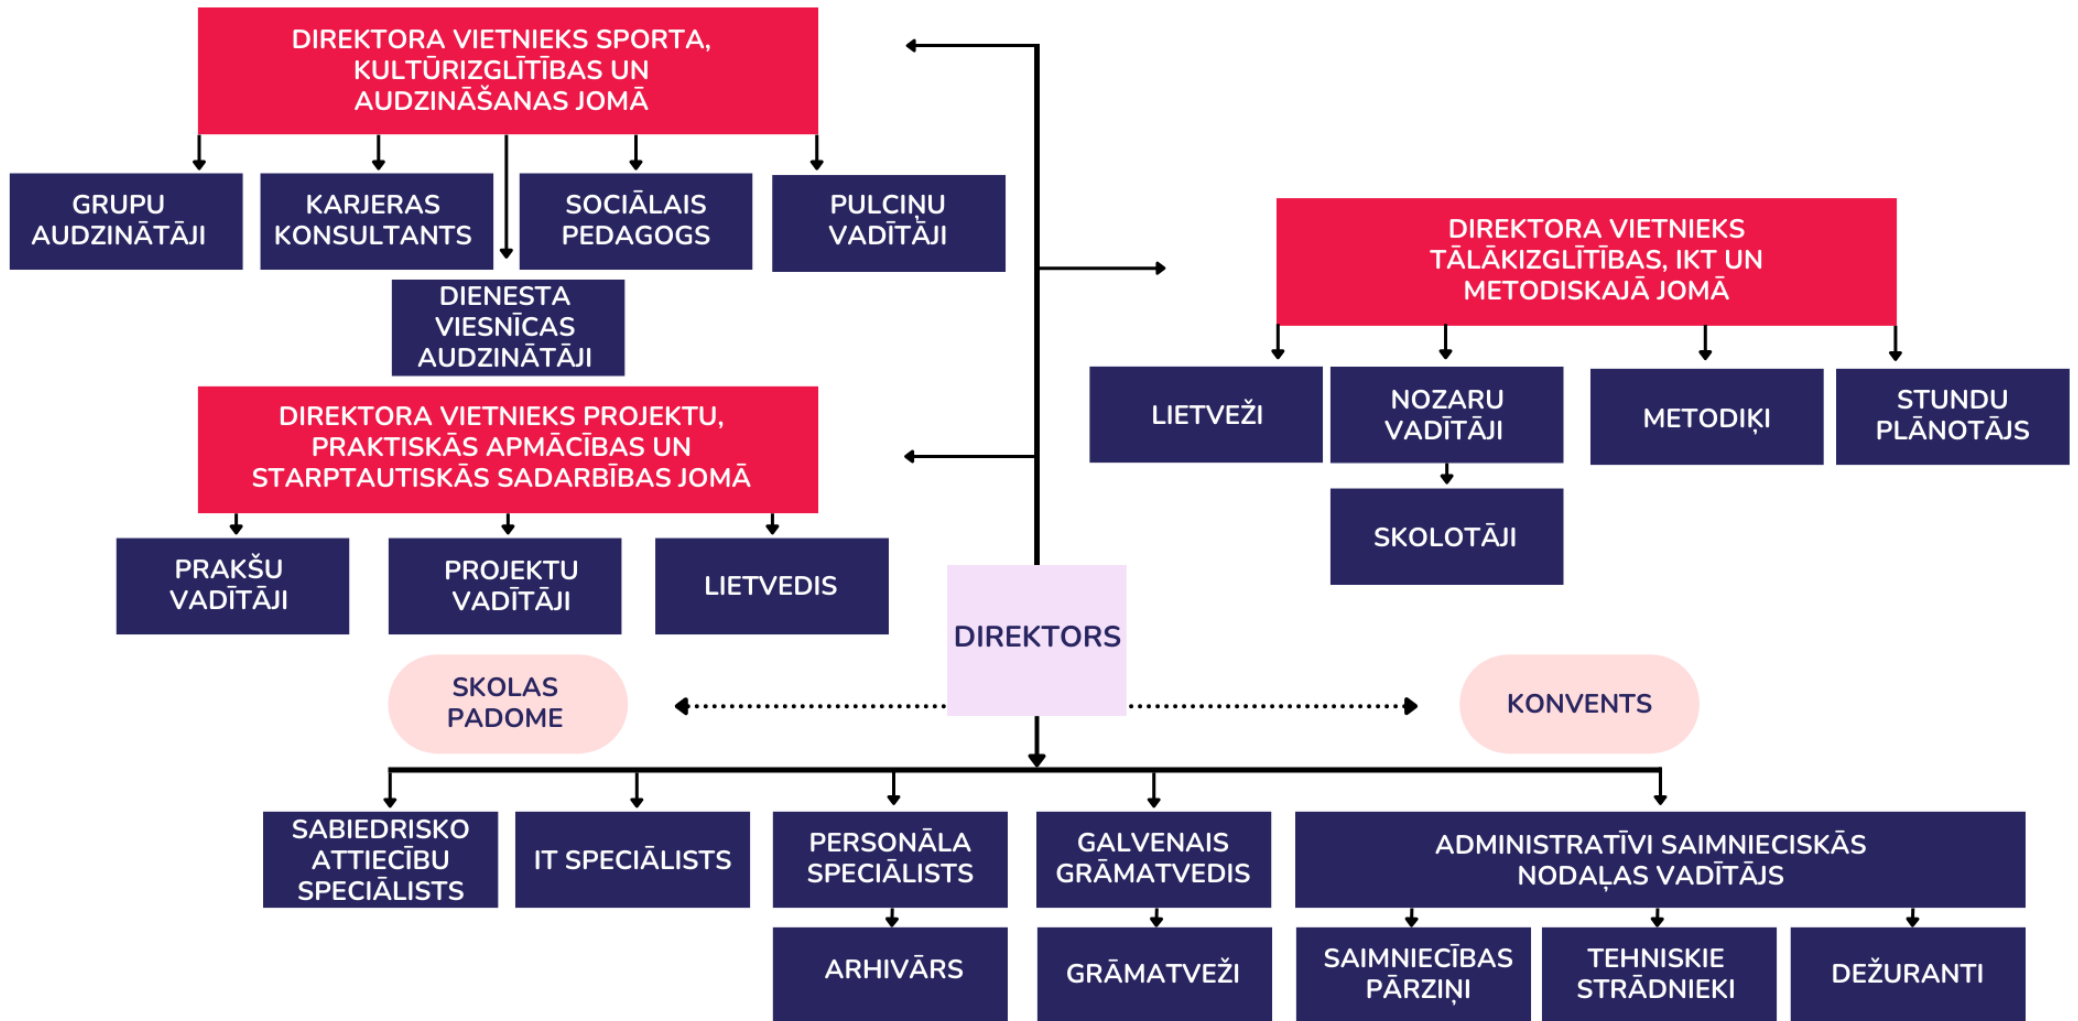 DIREKTORA VIETNIEKS SPORTA,
KULTŪRIZGLĪTĪBAS UN
AUDZINĀŠANAS JOMĀ
GRUPU
AUDZINĀTĀJI
KARJERAS
KONSULTANTS
SOCIĀLAIS
PEDAGOGS
PULCIŅU
VADĪTĀJI
DIENESTA
VIESNĪCAS
AUDZINĀTĀJI
DIREKTORA VIETNIEKS
TĀLĀKIZGLĪTĪBAS, IKT UN
METODISKAJĀ JOMĀ
LIETVEŽI
NOZARU
VADĪTĀJI
METODIĶI
STUNDU
PLĀNOTĀJS
SKOLOTĀJI
DIREKTORA VIETNIEKS PROJEKTU,
PRAKTISKĀS APMĀCĪBAS UN
STARPTAUTISKĀS SADARBĪBAS JOMĀ
PRAKŠU
VADĪTĀJI
PROJEKTU
VADĪTĀJI
LIETVEDIS
DIREKTORS
SKOLAS
PADOME
KONVENTS
SABIEDRISKO
ATTIECĪBU
SPECIĀLISTS
IT SPECIĀLISTS
PERSONĀLA
SPECIĀLISTS
GALVENAIS
GRĀMATVEDIS
ADMINISTRATĪVI SAIMNIECISKĀS
NODAĻAS VADĪTĀJS
ARHIVĀRS
GRĀMATVEŽI
SAIMNIECĪBAS
PĀRZIŅI
TEHNISKIE
STRĀDNIEKI
DEŽURANTI